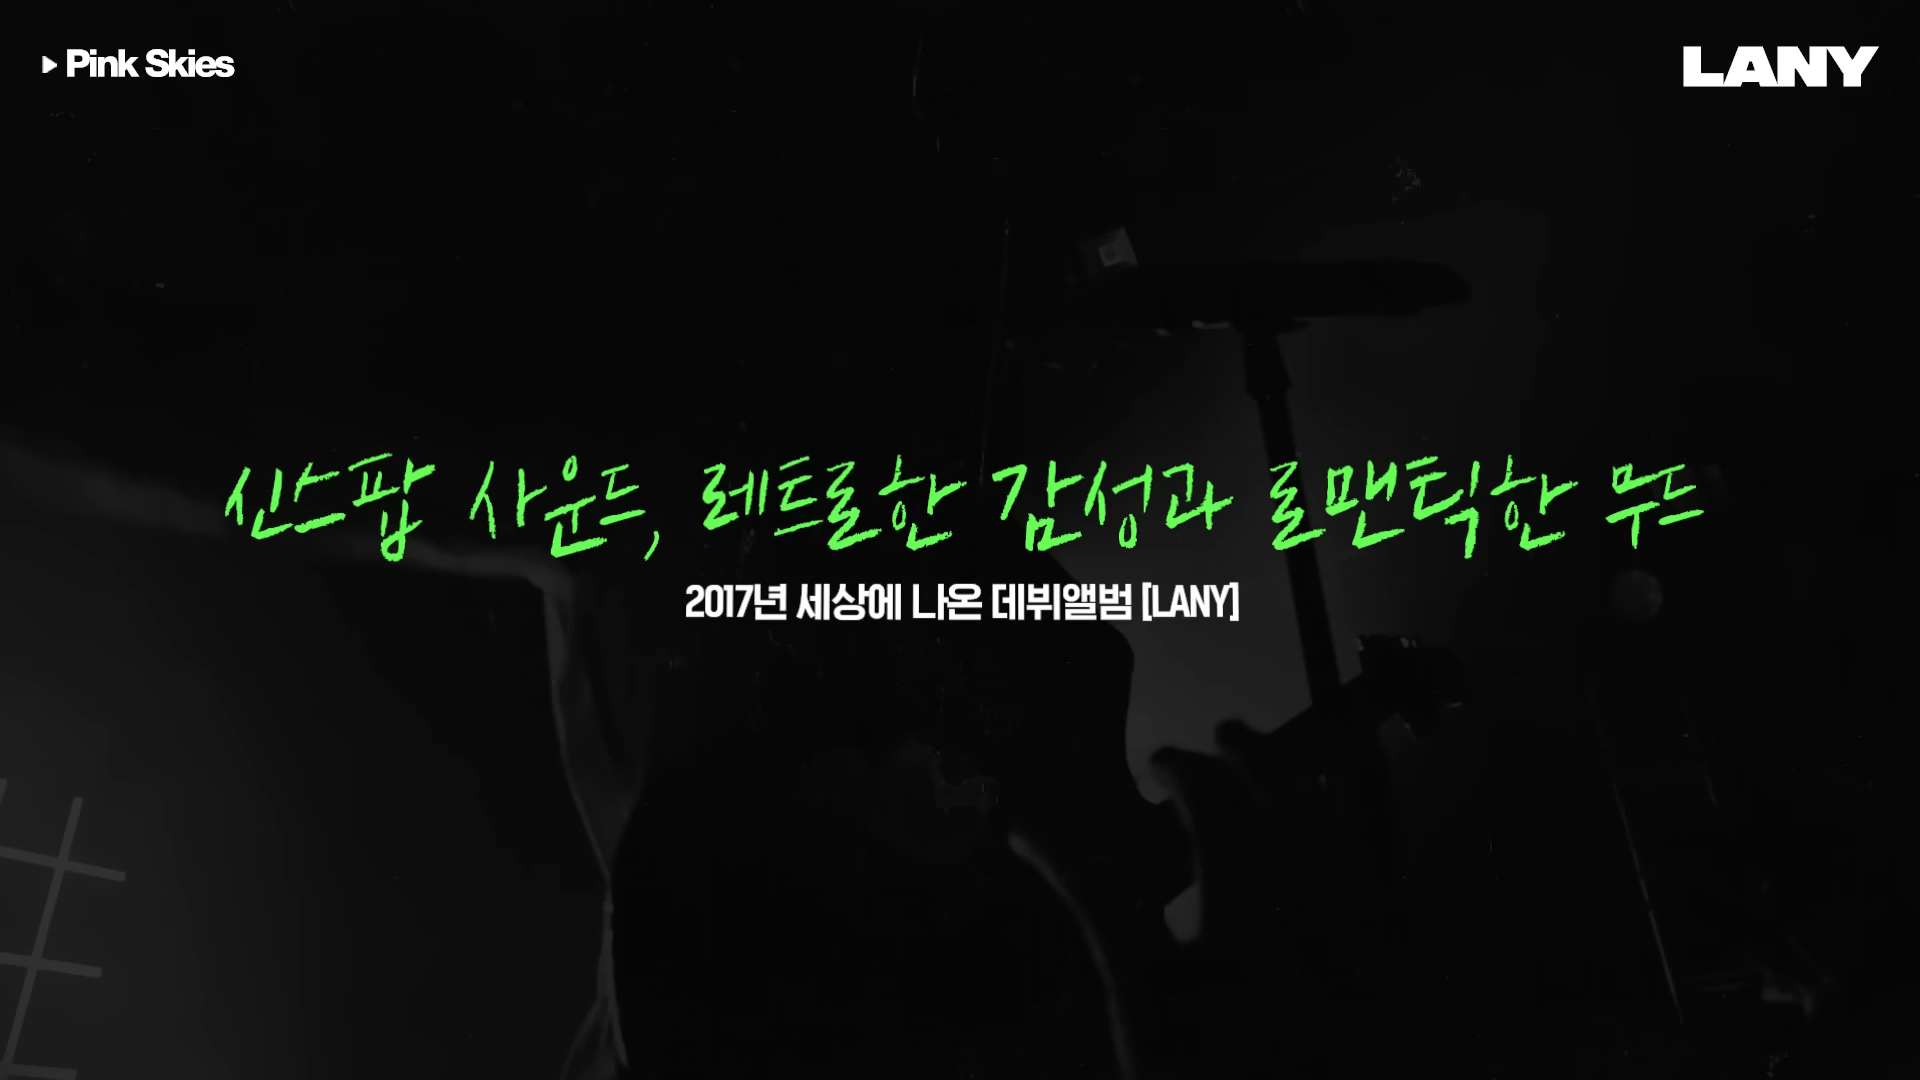 Pink Skies
LANY
신스팝 사운드, 레트로한 감성과 로맨틱한 무드
2017년 세상에 나온 데뷔앨범 [LANY]